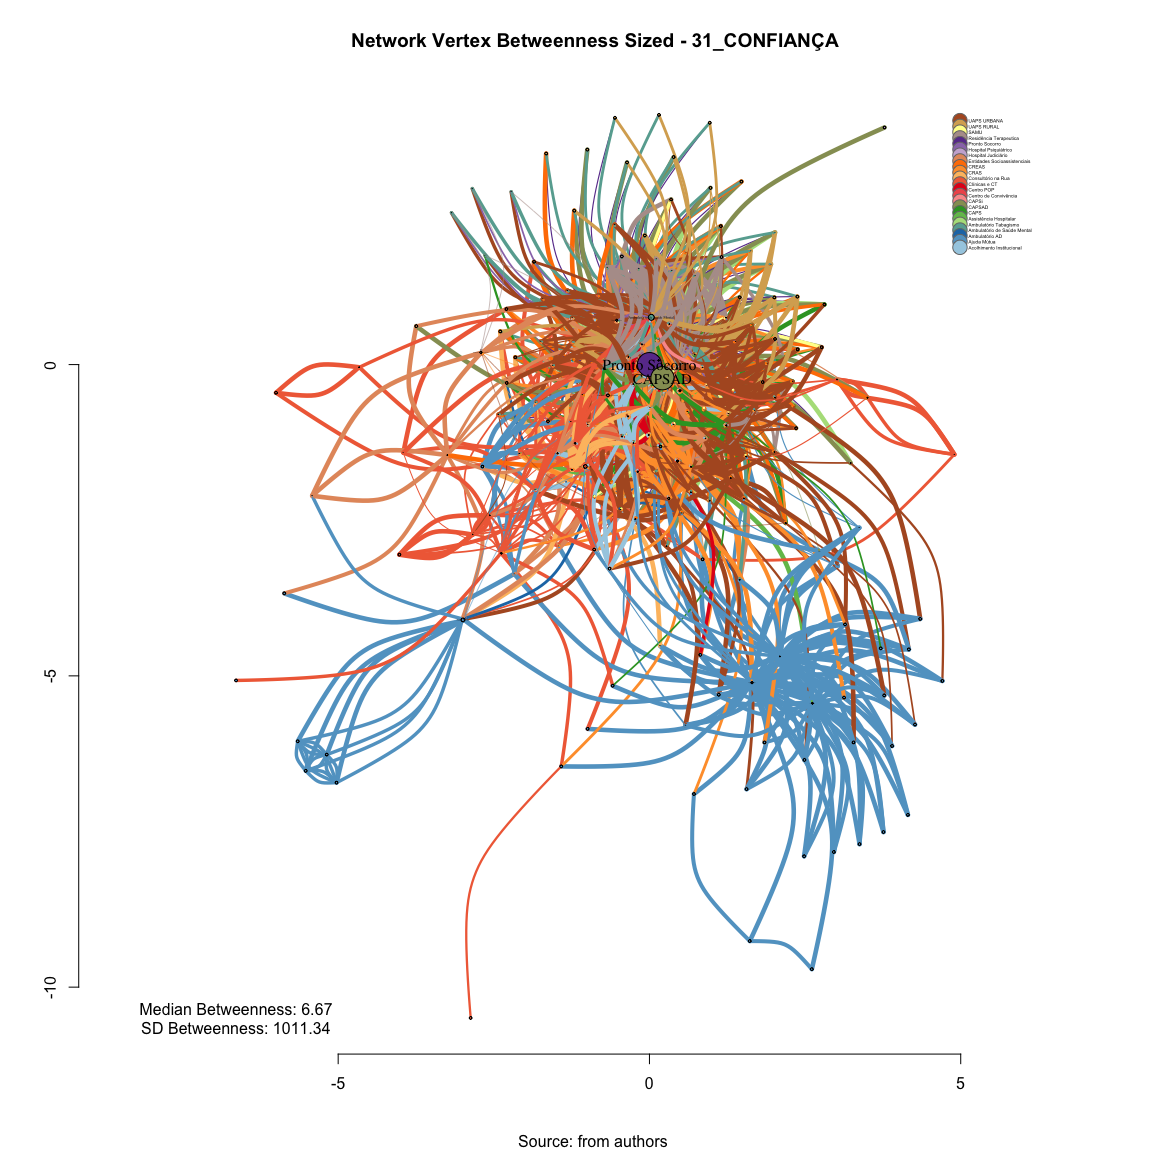 Network Vertex Betweenness Sized - 31_CONFIANÇA
UAPS URBANA
UAPS RURAL
SAMU
Residência Terapeutica
Pronto Socorro
Hospital Psiquiátrico
Hospital Judiciário
Entidades Socioassistenciais
CREAS
CRAS
Consultório na Rua
Clínicas e CT
Centro POP
Centro de Convivência
CAPSi
CAPSAD
CAPS
Assistência Hospitalar
Ambulatório Tabagismo
Ambulatório de Saúde Mental
Ambulatório AD
Ajuda Mútua
Acolhimento Institucional
Pronto Socorro
CAPSAD
0
-5
-10
Median Betweenness: 6.67
SD Betweenness: 1011.34
-5 0 5
Source: from authors